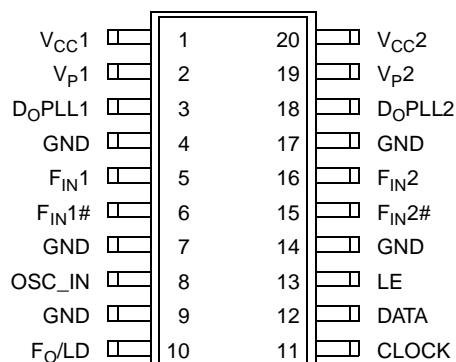 VCC1 1 20 VCC2
VP1 2 19 VP2
DOPLL1 3 18 DOPLL2
GND 4 17 GND
FIN1 5 16 FIN2
FIN1# 6 15 FIN2#
GND 7 14 GND
OSC_IN 8 13 LE
GND 9 12 DATA
FO/LD 10 11 CLOCK